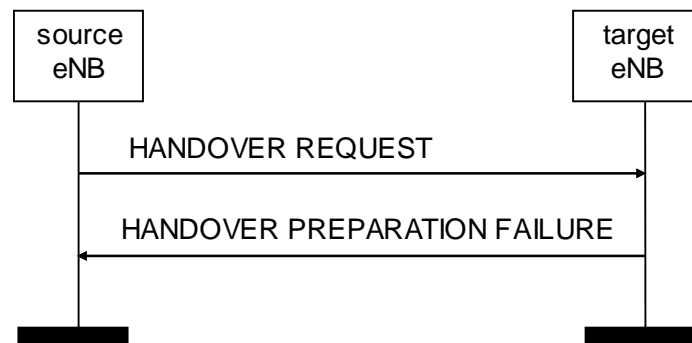 source
eNB
target
eNB
HANDOVER REQUEST
HANDOVER PREPARATION FAILURE